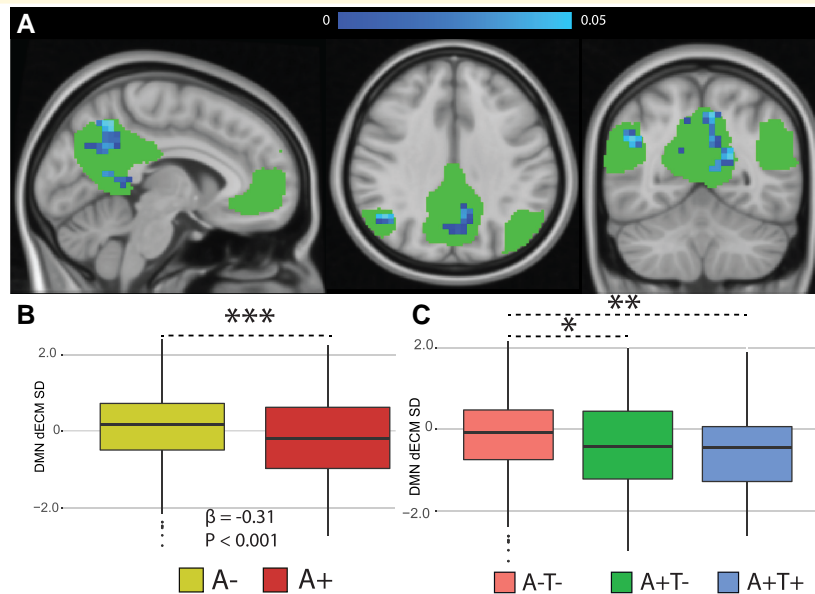 A
0
0.05
B
***
2.0
0
−2.0
DMN dECM SD
β = -0.31
P < 0.001
A-
A+
C
**
*
2.0
0
−2.0
DMN dECM SD
A-T-
A+T-
A+T+